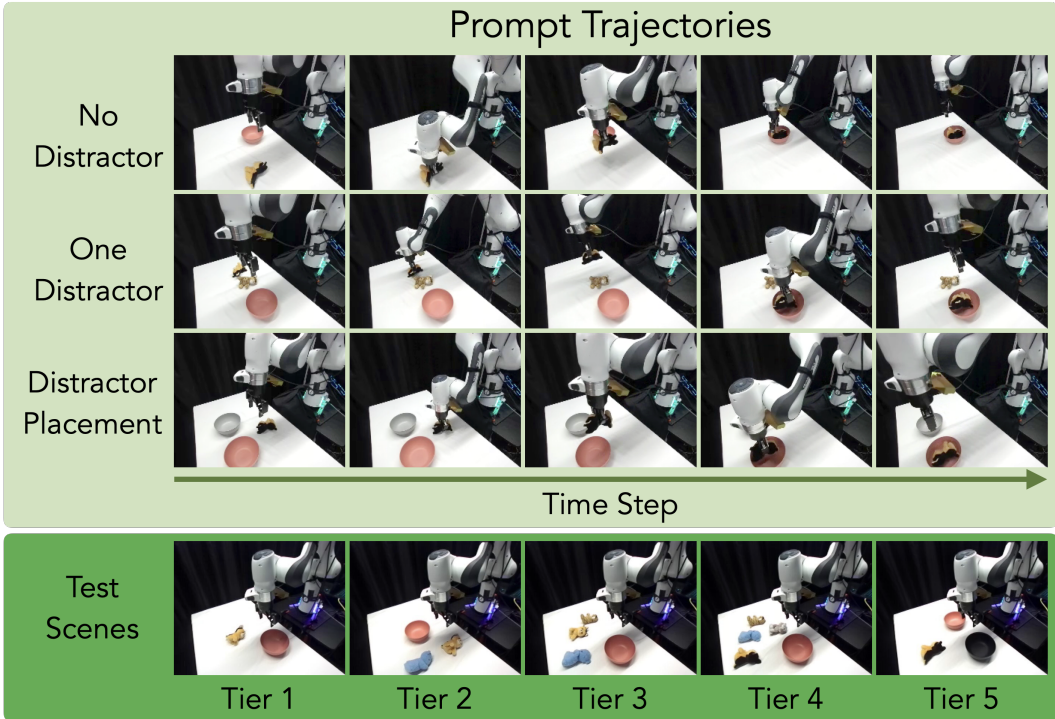 Prompt Trajectories
No
Distractor
One
Distractor
Distractor
Placement
Time Step
Test
Scenes
Tier 1
Tier 2
Tier 3
Tier 4
Tier 5